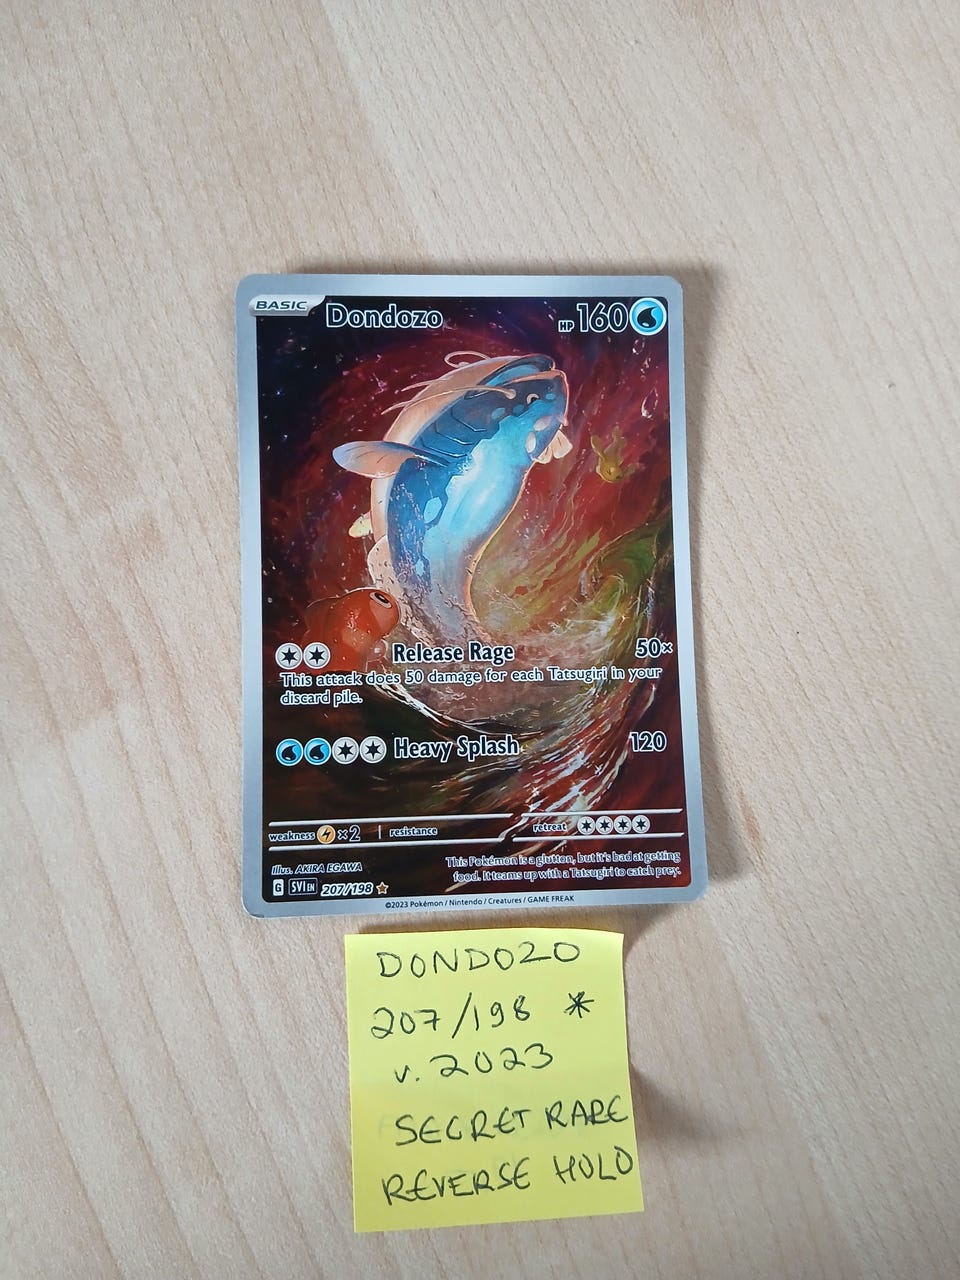 BASIC Dondozo HP 160
Release Rage 50×
This attack does 50 damage for each Tatsugiri in your
discard pile.
Heavy Splash 120
weakness ×2 resistance retreat
Illus. AKIRA EGAWA
This Pokémon is a glutton, but it's bad at getting
food. It teams up with a Tatsugiri to catch prey.
G SVI EN 207/198
©2023 Pokémon / Nintendo / Creatures / GAME FREAK
DONDOZO
207/198 *
v. 2023
SECRET RARE
REVERSE HOLO